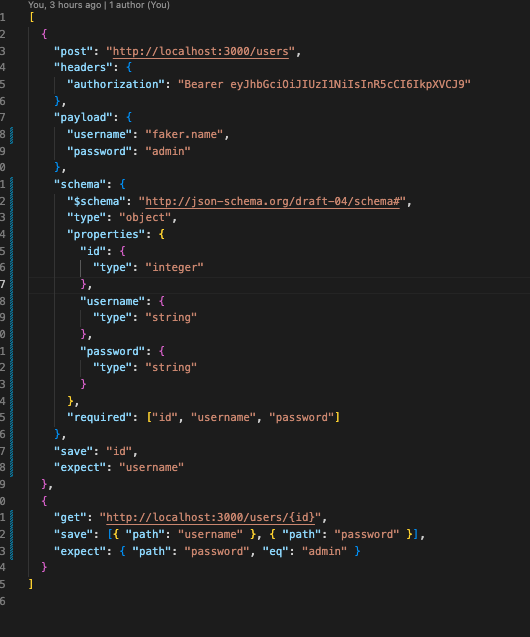 You, 3 hours ago | 1 author (You)
1 [
2   {
3     "post": "http://localhost:3000/users",
4     "headers": {
5       "authorization": "Bearer eyJhbGciOiJIUzI1NiIsInR5cCI6IkpXVCJ9"
6     },
7     "payload": {
8       "username": "faker.name",
9       "password": "admin"
0     },
1     "schema": {
2       "$schema": "http://json-schema.org/draft-04/schema#",
3       "type": "object",
4       "properties": {
5         "id": {
6           "type": "integer"
7         },
8         "username": {
9           "type": "string"
0         },
1         "password": {
2           "type": "string"
3         }
4       },
5       "required": ["id", "username", "password"]
6     },
7     "save": "id",
8     "expect": "username"
9   },
0   {
1     "get": "http://localhost:3000/users/{id}",
2     "save": [{ "path": "username" }, { "path": "password" }],
3     "expect": { "path": "password", "eq": "admin" }
4   }
5 ]
6